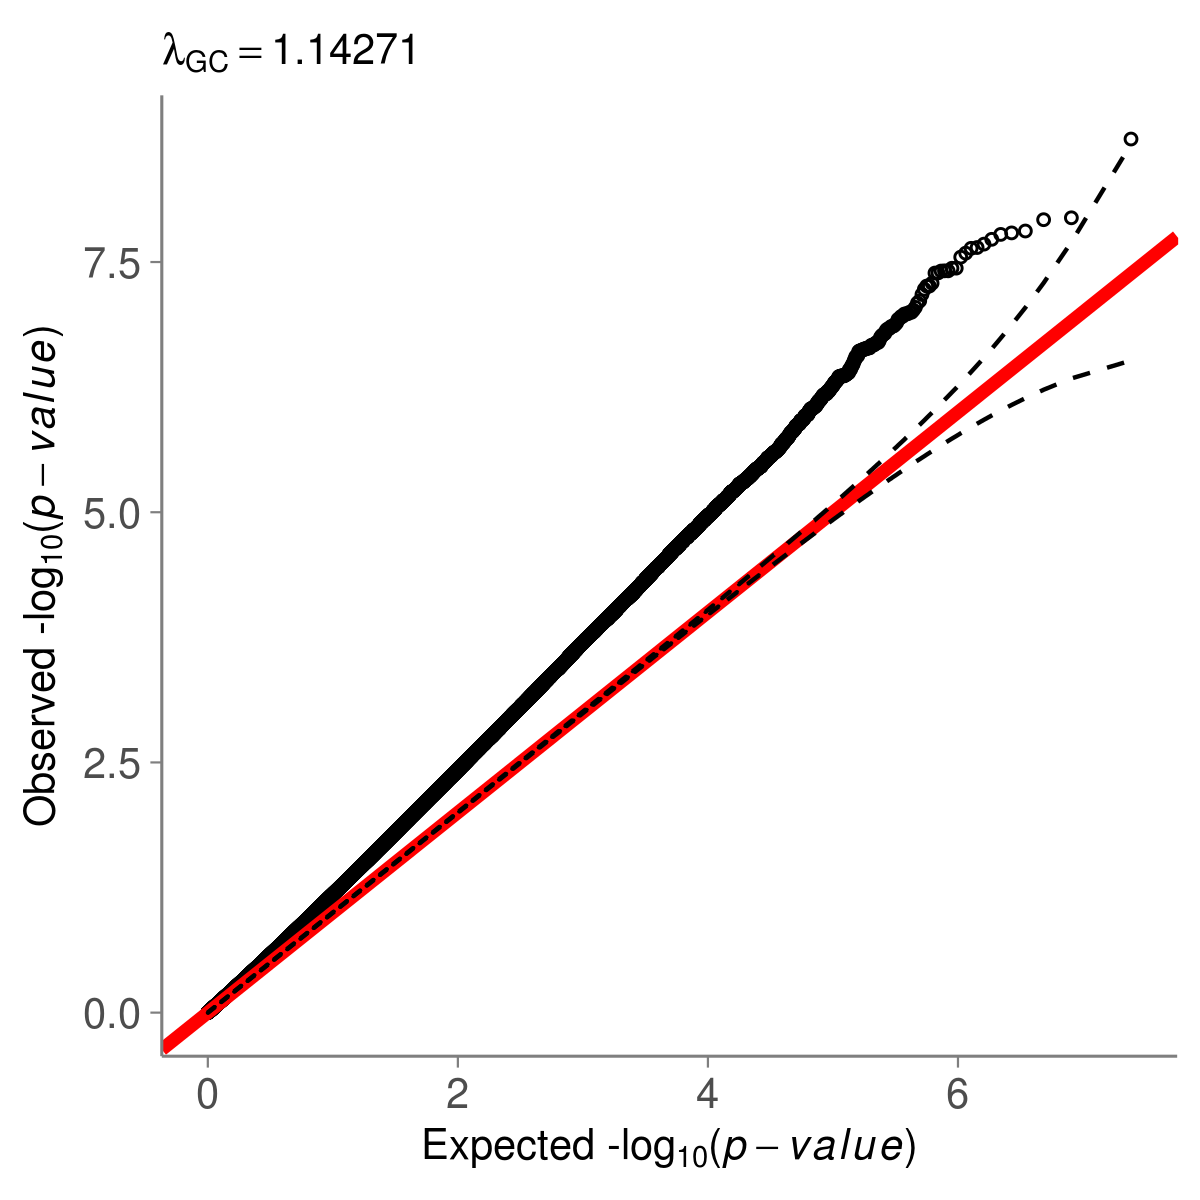 λGC = 1.14271
Observed -log10(p − value)
7.5
5.0
2.5
0.0
0 2 4 6
Expected -log10(p − value)